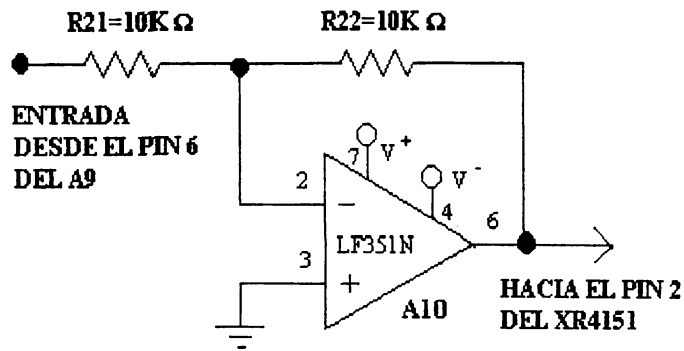 R21=10K Ω
R22=10K Ω
ENTRADA
DESDE EL PIN 6
DEL A9
7
V+
V-
2
4
6
−
LF351N
3
+
A10
HACIA EL PIN 2
DEL XR4151